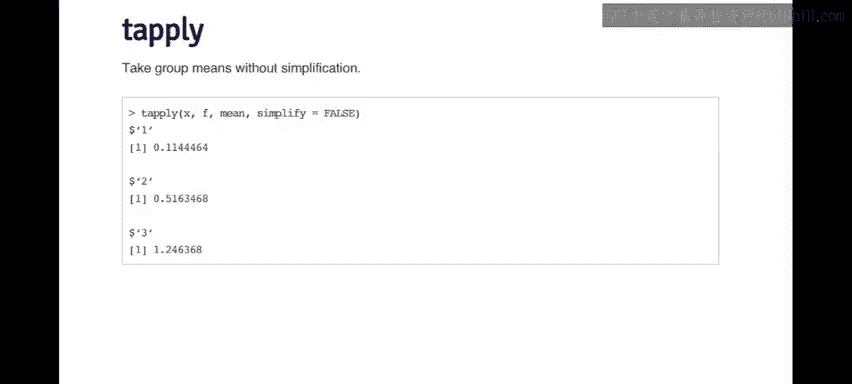 tapply
Take group means without simplification.
> tapply(x, f, mean, simplify = FALSE)
$‘1‘
[1] 0.1144464
$‘2‘
[1] 0.5163468
$‘3‘
[1] 1.246368